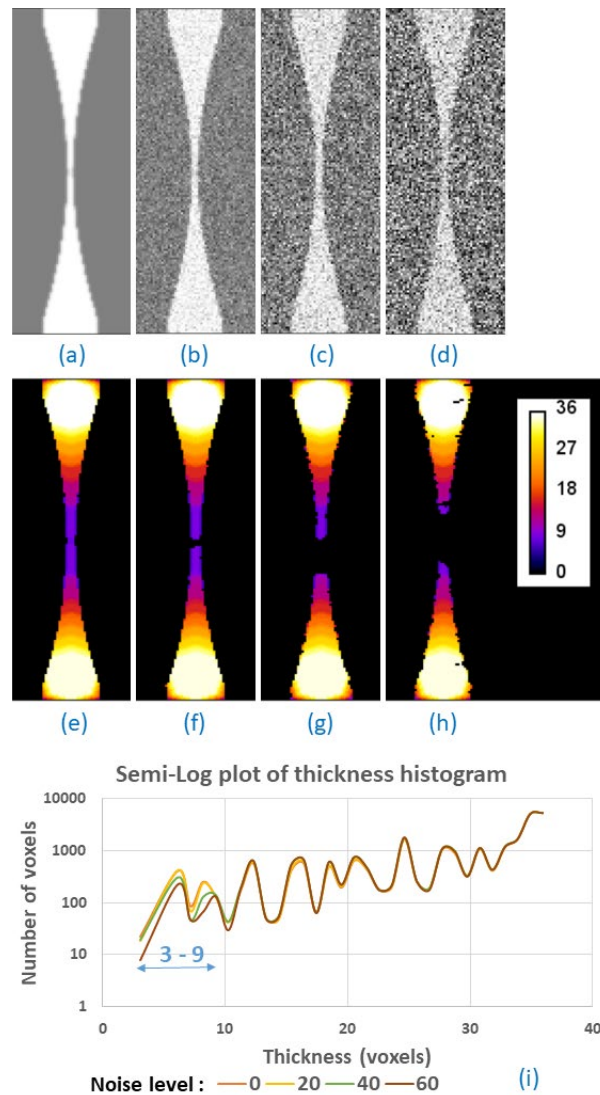 (a) (b) (c) (d)
36
27
18
9
0
(e) (f) (g) (h)
Semi-Log plot of thickness histogram
10000
1000
100
10
1
Number of voxels
3 - 9
0 10 20 30 40
Thickness (voxels)
Noise level : 0 20 40 60
(i)